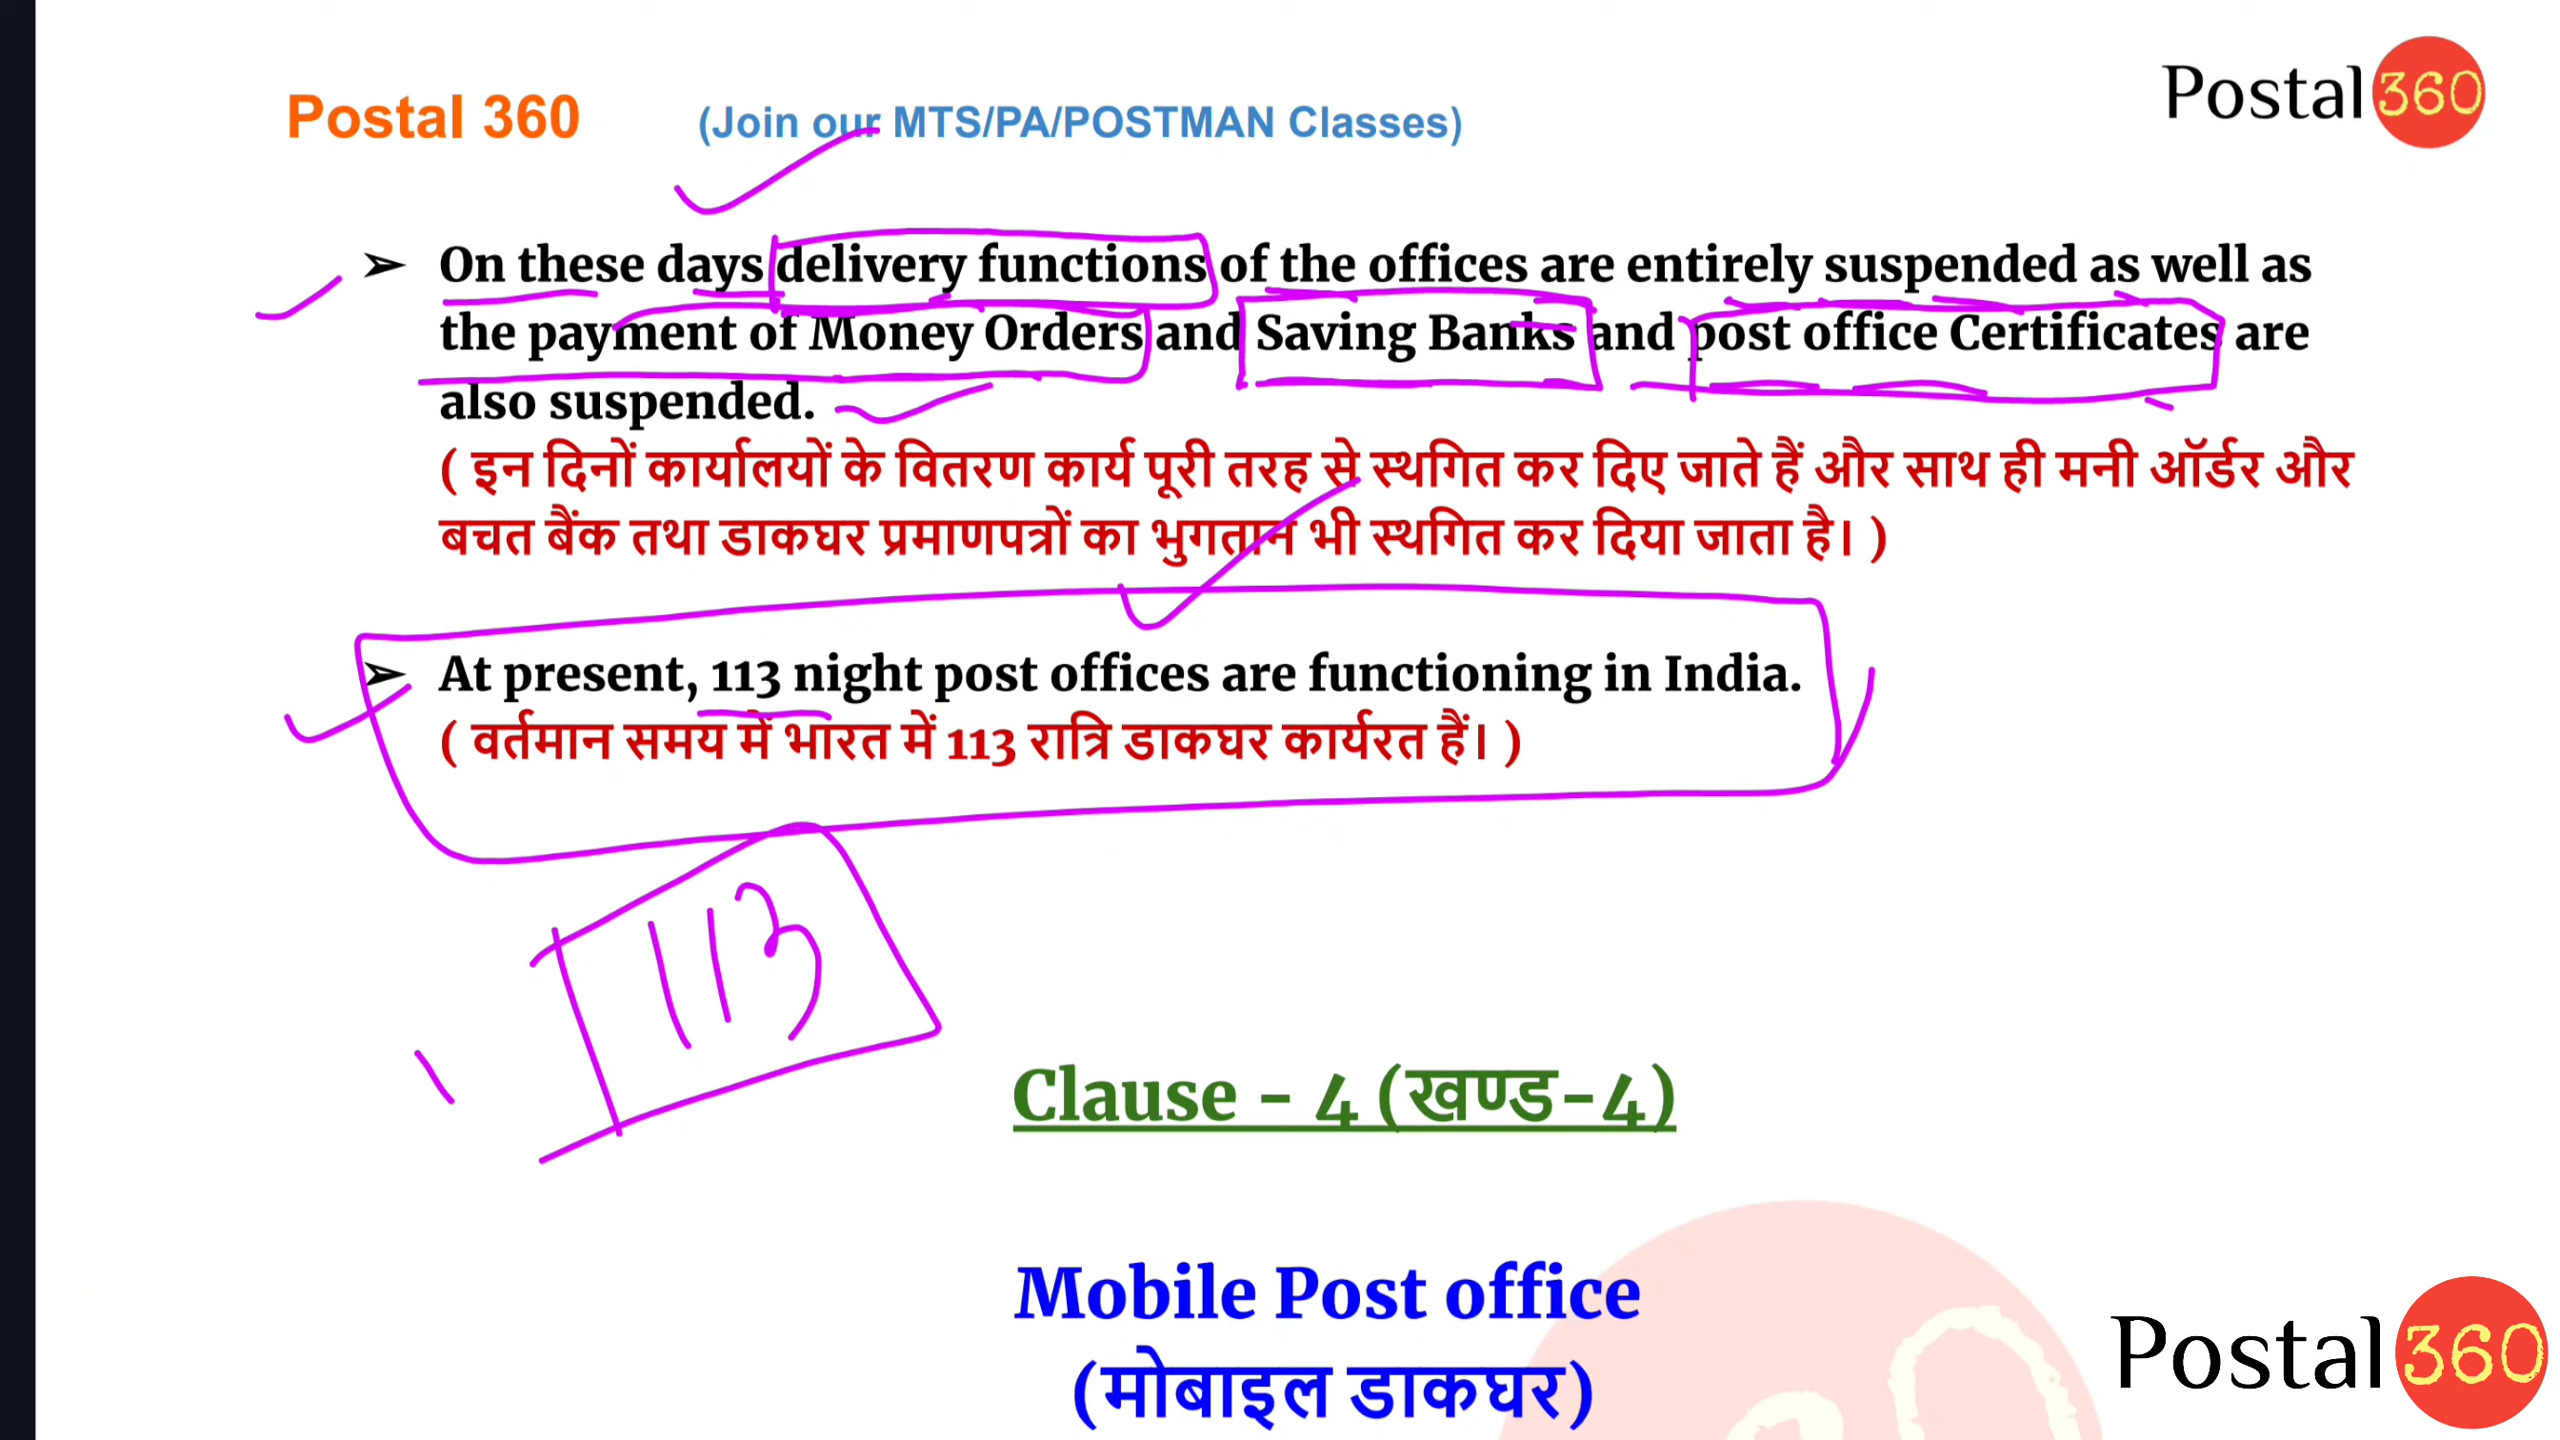 Postal 360 (Join our MTS/PA/POSTMAN Classes) Postal 360
➢ On these days delivery functions of the offices are entirely suspended as well as
the payment of Money Orders and Saving Banks and post office Certificates are
also suspended.
( इन दिनों कार्यालयों के वितरण कार्य पूरी तरह से स्थगित कर दिए जाते हैं और साथ ही मनी ऑर्डर और
बचत बैंक तथा डाकघर प्रमाणपत्रों का भुगतान भी स्थगित कर दिया जाता है। )
➢ At present, 113 night post offices are functioning in India.
( वर्तमान समय में भारत में 113 रात्रि डाकघर कार्यरत हैं। )
113
Clause - 4 (खण्ड-4)
Mobile Post office
(मोबाइल डाकघर)
Postal 360